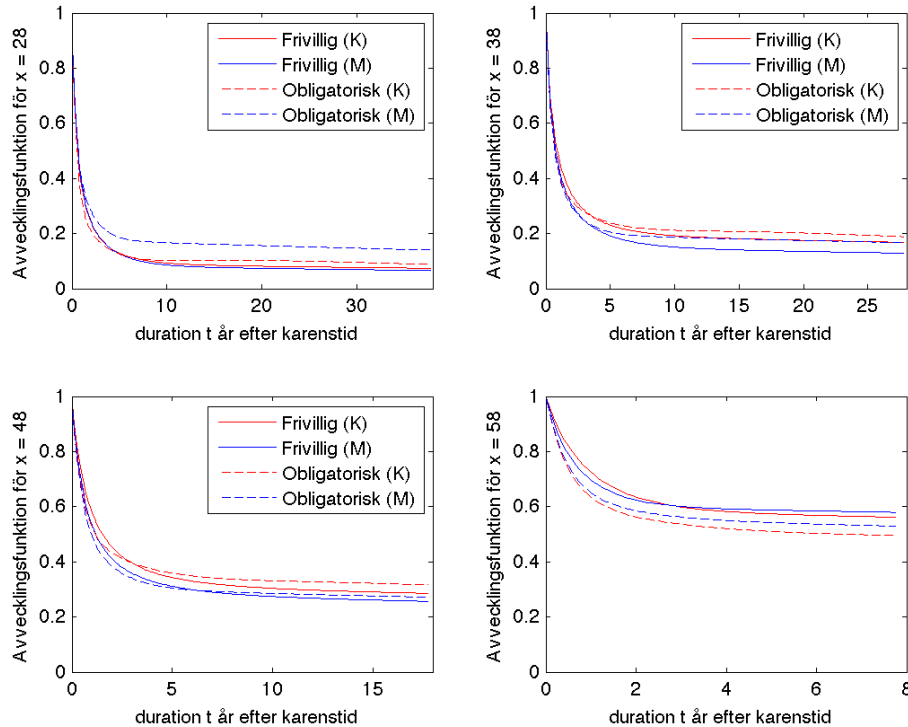 Avvecklingsfunktion för x = 28
1
0.8
0.6
0.4
0.2
0
Frivillig (K)
Frivillig (M)
Obligatorisk (K)
Obligatorisk (M)
0 10 20 30
duration t år efter karenstid
Avvecklingsfunktion för x = 38
1
0.8
0.6
0.4
0.2
0
Frivillig (K)
Frivillig (M)
Obligatorisk (K)
Obligatorisk (M)
0 5 10 15 20 25
duration t år efter karenstid
Avvecklingsfunktion för x = 48
1
0.8
0.6
0.4
0.2
0
Frivillig (K)
Frivillig (M)
Obligatorisk (K)
Obligatorisk (M)
0 5 10 15
duration t år efter karenstid
Avvecklingsfunktion för x = 58
1
0.8
0.6
0.4
0.2
0
0 2 4 6 8
duration t år efter karenstid